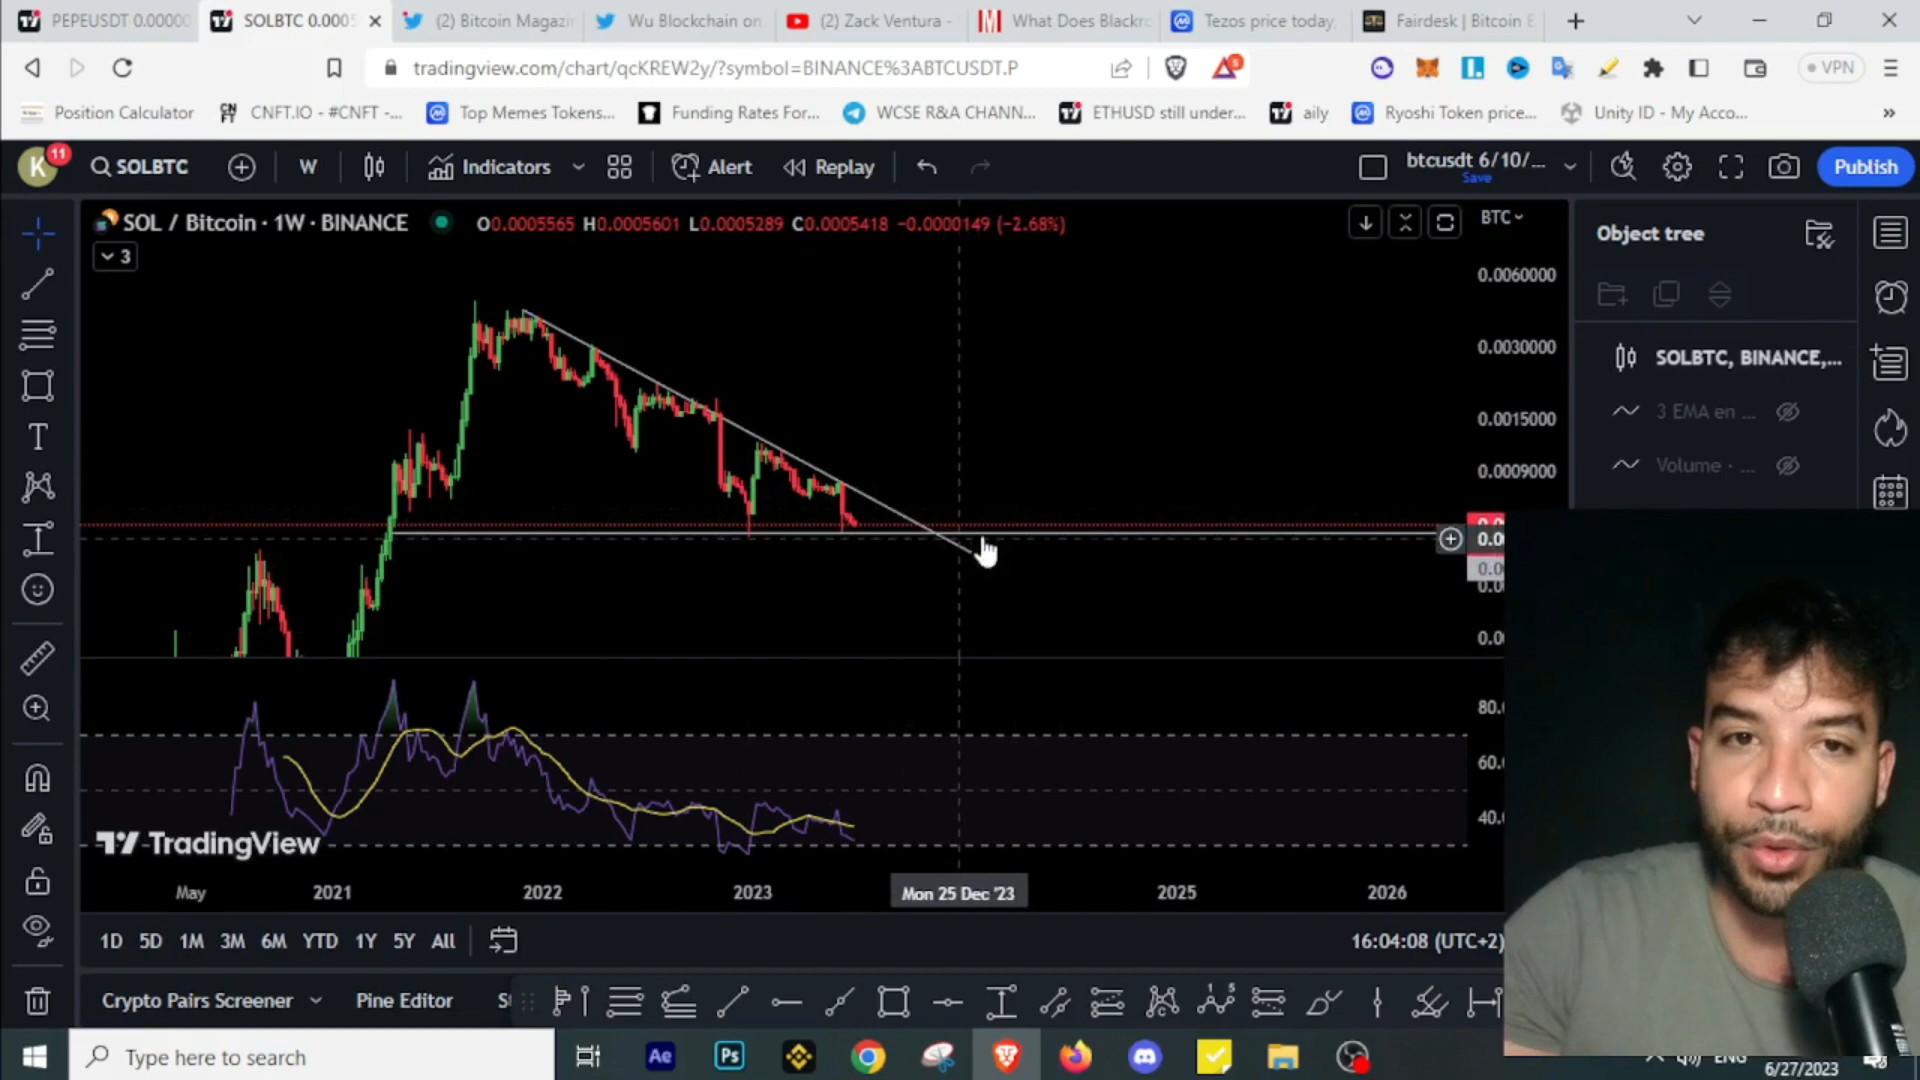 PEPEUSDT 0.00000
SOLBTC 0.0005
(2) Bitcoin Magazi
Wu Blockchain on
(2) Zack Ventura -
What Does Blackr
Tezos price today,
Fairdesk | Bitcoin E
tradingview.com/chart/qcKREW2y/?symbol=BINANCE%3ABTCUSDT.P
5
VPN
Position Calculator
CNFT.IO - #CNFT -...
Top Memes Tokens...
Funding Rates For...
WCSE R&A CHANN...
ETHUSD still under...
aily
Ryoshi Token price...
Unity ID - My Acco...
K
11
SOLBTC
W
Indicators
Alert
Replay
btcusdt 6/10/...
Save
Publish
SOL / Bitcoin · 1W · BINANCE
O0.0005565 H0.0005601 L0.0005289 C0.0005418 −0.0000149 (−2.68%)
BTC
Object tree
3
0.0060000
0.0030000
0.0015000
0.0009000
SOLBTC, BINANCE,...
3 EMA en ...
Volume · ...
80.
60.
40.
TradingView
May
2021
2022
2023
Mon 25 Dec '23
2025
2026
1D 5D 1M 3M 6M YTD 1Y 5Y All
16:04:08 (UTC+2)
Crypto Pairs Screener
Pine Editor
Type here to search
Ae
Ps
ENG
6/27/2023